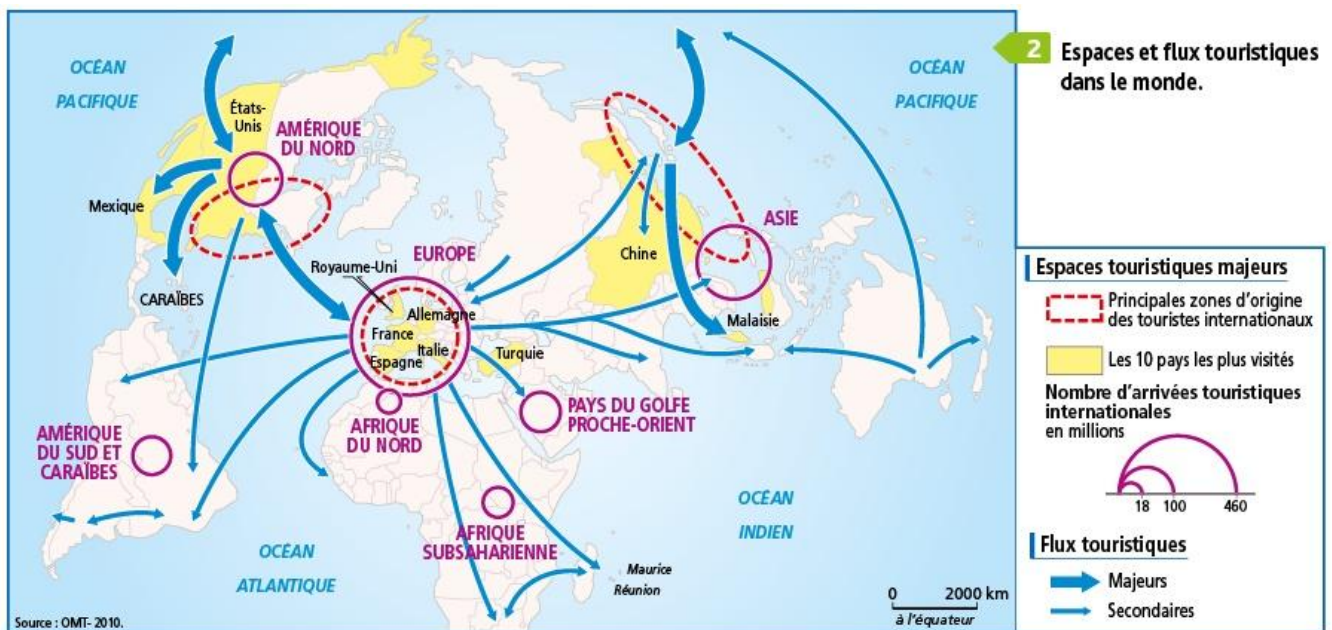 2 Espaces et flux touristiques
dans le monde.
OCÉAN
PACIFIQUE
États-
Unis
AMÉRIQUE
DU NORD
Mexique
CARAÏBES
EUROPE
Royaume-Uni
Allemagne
France
Italie
Espagne
Turquie
AFRIQUE
DU NORD
PAYS DU GOLFE
PROCHE-ORIENT
AMÉRIQUE
DU SUD ET
CARAÏBES
AFRIQUE
SUBSAHARIENNE
OCÉAN
ATLANTIQUE
Maurice
Réunion
OCÉAN
INDIEN
Chine
ASIE
Malaisie
OCÉAN
PACIFIQUE
0 2000 km
à l'équateur
Source : OMT- 2010.
Espaces touristiques majeurs
Principales zones d'origine
des touristes internationaux
Les 10 pays les plus visités
Nombre d'arrivées touristiques
internationales
en millions
18 100 460
Flux touristiques
Majeurs
Secondaires